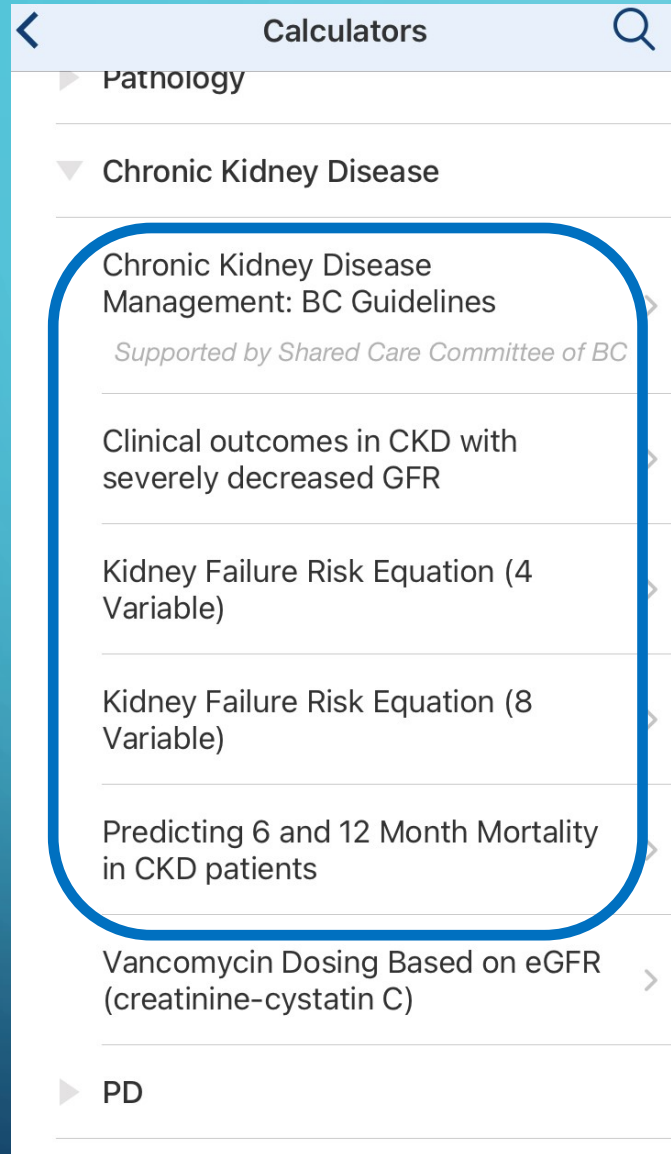 Calculators
Pathology
Chronic Kidney Disease
Chronic Kidney Disease
Management: BC Guidelines
Supported by Shared Care Committee of BC
Clinical outcomes in CKD with
severely decreased GFR
Kidney Failure Risk Equation (4
Variable)
Kidney Failure Risk Equation (8
Variable)
Predicting 6 and 12 Month Mortality
in CKD patients
Vancomycin Dosing Based on eGFR
(creatinine-cystatin C)
PD